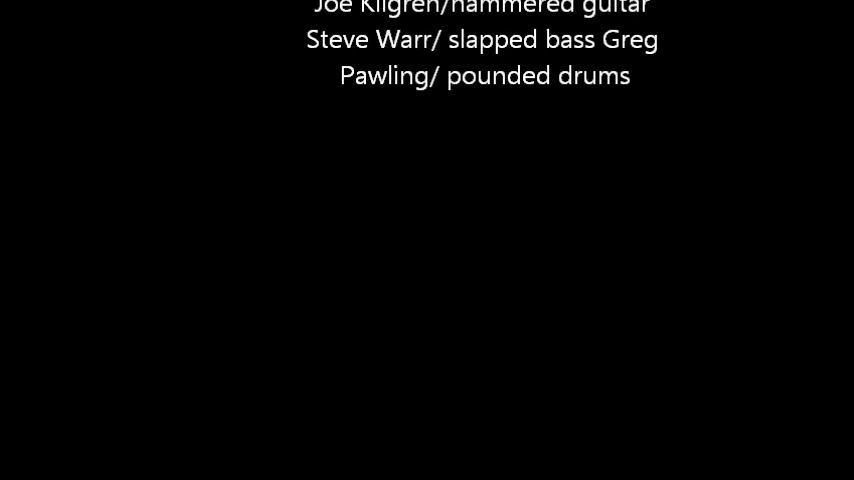 Joe Kilgren/hammered guitar
Steve Warr/ slapped bass Greg
Pawling/ pounded drums